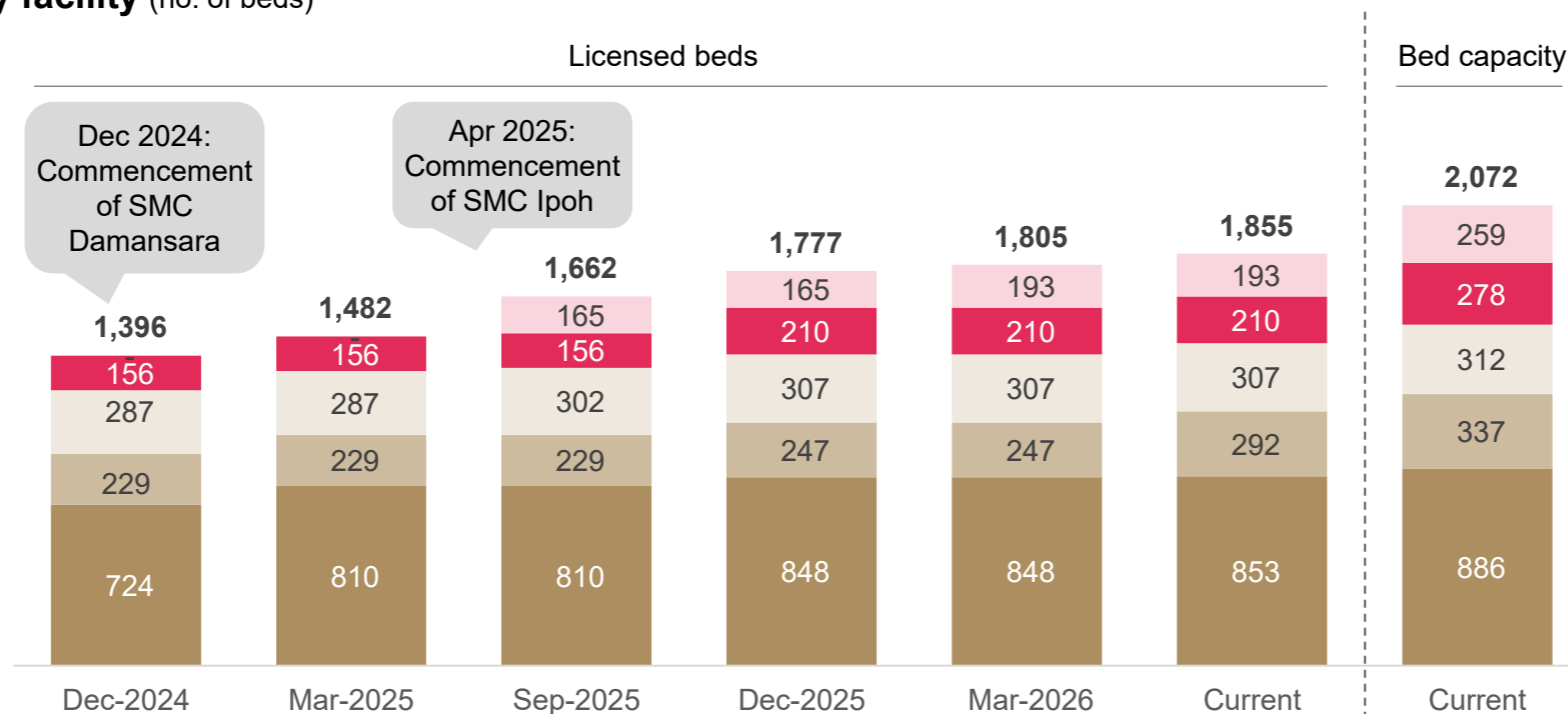 facility (no. of beds)
Licensed beds
Bed capacity
Dec 2024:
Commencement
of SMC
Damansara
Apr 2025:
Commencement
of SMC Ipoh
1,396
1,482
1,662
1,777
1,805
1,855
2,072
-
156
287
229
724
-
156
287
229
810
165
156
302
229
810
165
210
307
247
848
193
210
307
247
848
193
210
307
292
853
259
278
312
337
886
Dec-2024
Mar-2025
Sep-2025
Dec-2025
Mar-2026
Current
Current